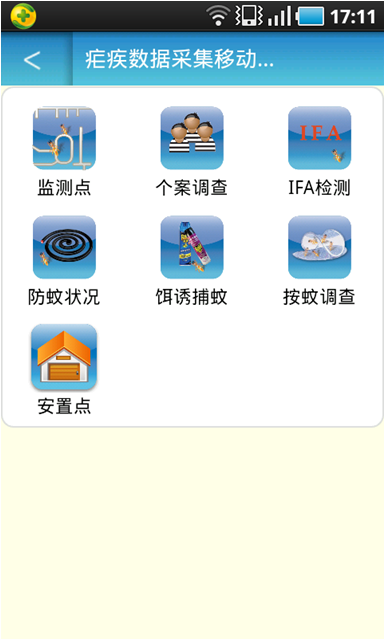 17:11
<
疟疾数据采集移动...
监测点
个案调查
IFA
IFA检测
防蚊状况
饵诱捕蚊
按蚊调查
安置点